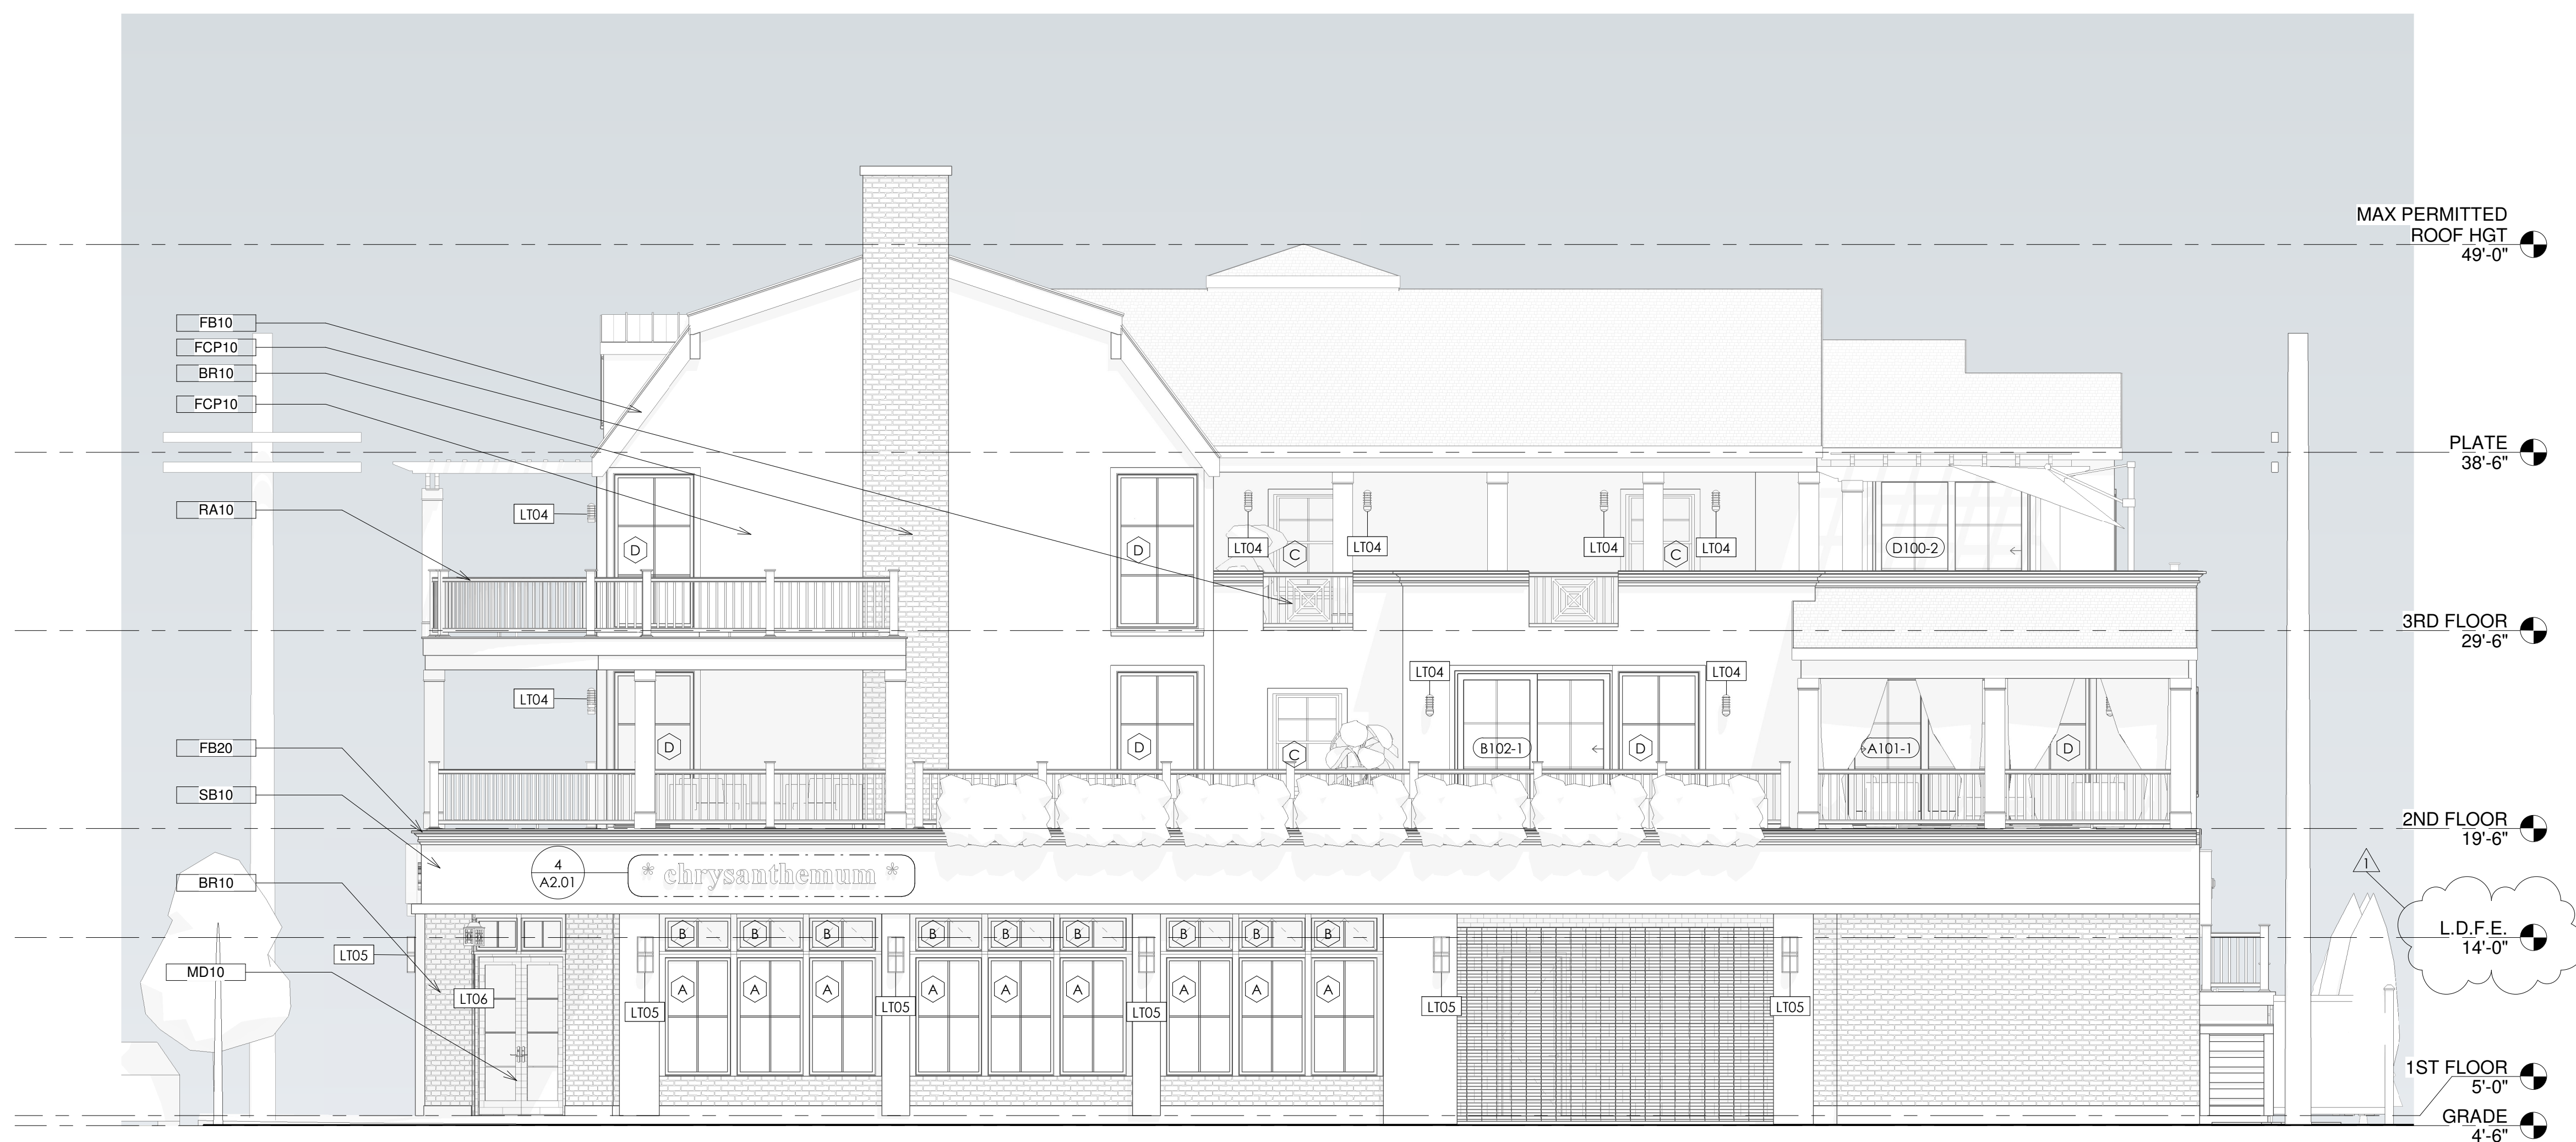 MAX PERMITTED
ROOF HGT
49'-0"
FB10
FCP10
BR10
FCP10
PLATE
38'-6"
RA10
LT04
D
D
LT04
C
LT04
LT04
C
LT04
D100-2
3RD FLOOR
29'-6"
LT04
LT04
LT04
FB20
D
D
C
B102-1
D
A101-1
D
SB10
2ND FLOOR
19'-6"
4
A2.01
* chrysanthemum *
1
BR10
L.D.F.E.
14'-0"
B
B
B
B
B
B
B
B
B
LT05
MD10
LT06
A
A
A
A
A
A
A
A
A
LT05
LT05
LT05
LT05
LT05
1ST FLOOR
5'-0"
GRADE
4'-6"